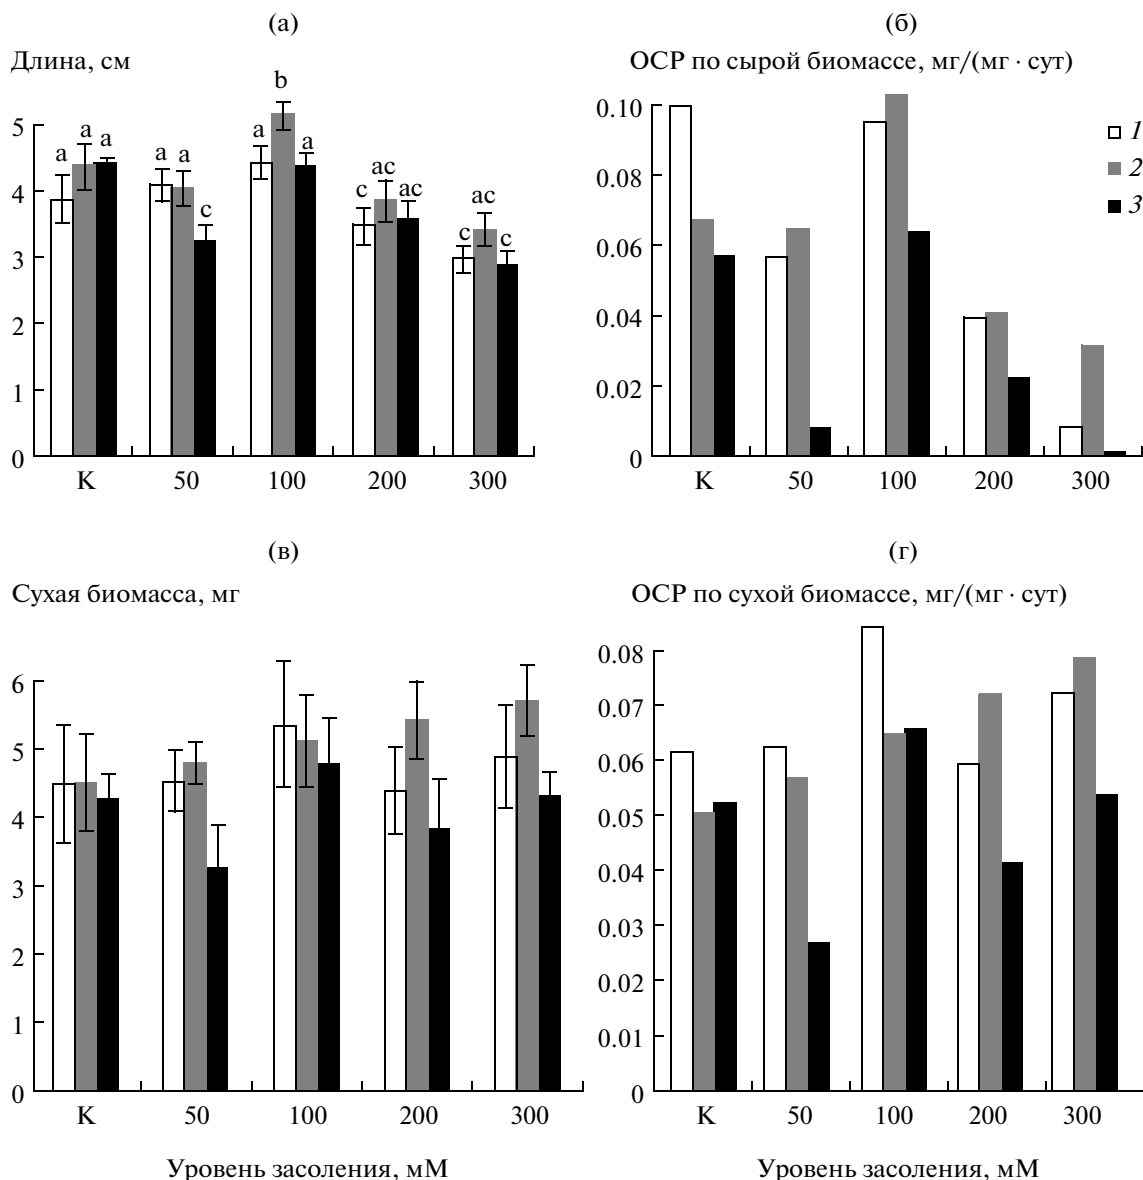 (а)
Длина, см
b
a a a
a a
a a
c
c ac ac
c ac c
5
4
3
2
1
0
К 50 100 200 300
(б)
ОСР по сырой биомассе, мг/(мг · сут)
0.10
0.08
0.06
0.04
0.02
0
1
2
3
К 50 100 200 300
(в)
Сухая биомасса, мг
6
5
4
3
2
1
0
К 50 100 200 300
Уровень засоления, мМ
(г)
ОСР по сухой биомассе, мг/(мг · сут)
0.08
0.07
0.06
0.05
0.04
0.03
0.02
0.01
0
К 50 100 200 300
Уровень засоления, мМ